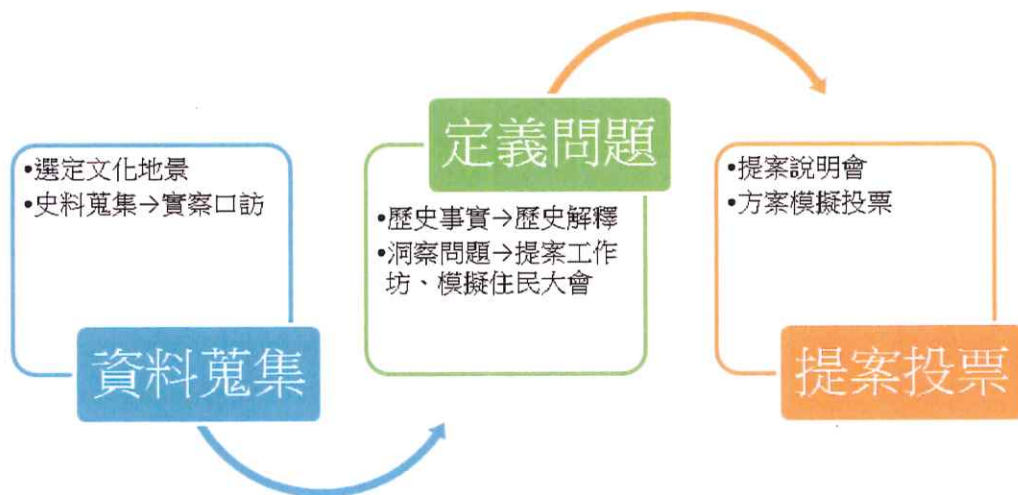 •選定文化地景
•史料蒐集→實察口訪
資料蒐集
定義問題
•歷史事實→歷史解釋
•洞察問題→提案工作
坊、模擬住民大會
•提案說明會
•方案模擬投票
提案投票